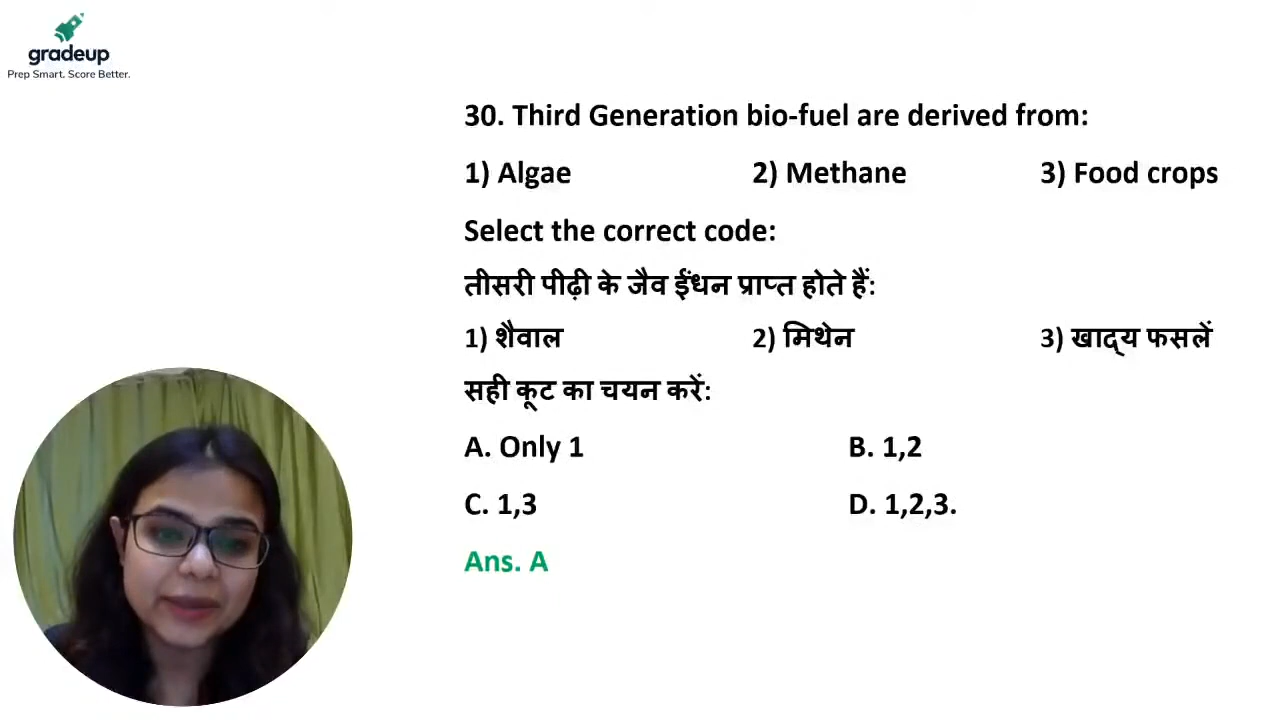 gradeup
Prep Smart. Score Better.
30. Third Generation bio-fuel are derived from:
1) Algae 2) Methane 3) Food crops
Select the correct code:
तीसरी पीढ़ी के जैव ईंधन प्राप्त होते हैं:
1) शैवाल 2) मिथेन 3) खाद्य फसलें
सही कूट का चयन करें:
A. Only 1 B. 1,2
C. 1,3 D. 1,2,3.
Ans. A